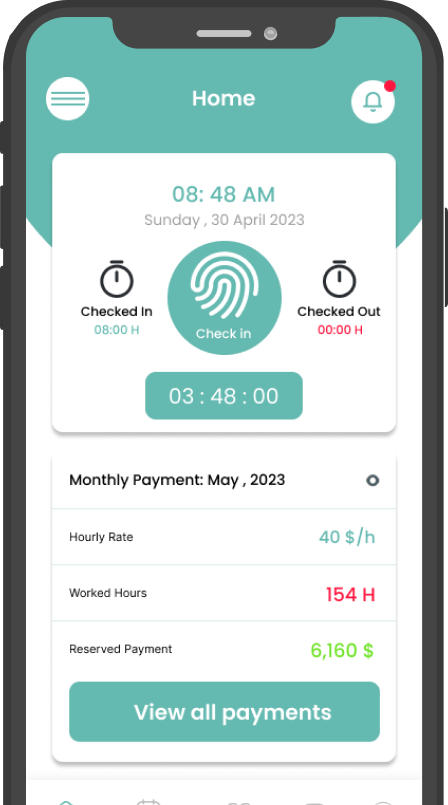 Home
08: 48 AM
Sunday , 30 April 2023
Checked In
08:00 H
Check in
Checked Out
00:00 H
03 : 48 : 00
Monthly Payment: May , 2023
Hourly Rate
40 $/h
Worked Hours
154 H
Reserved Payment
6,160 $
View all payments